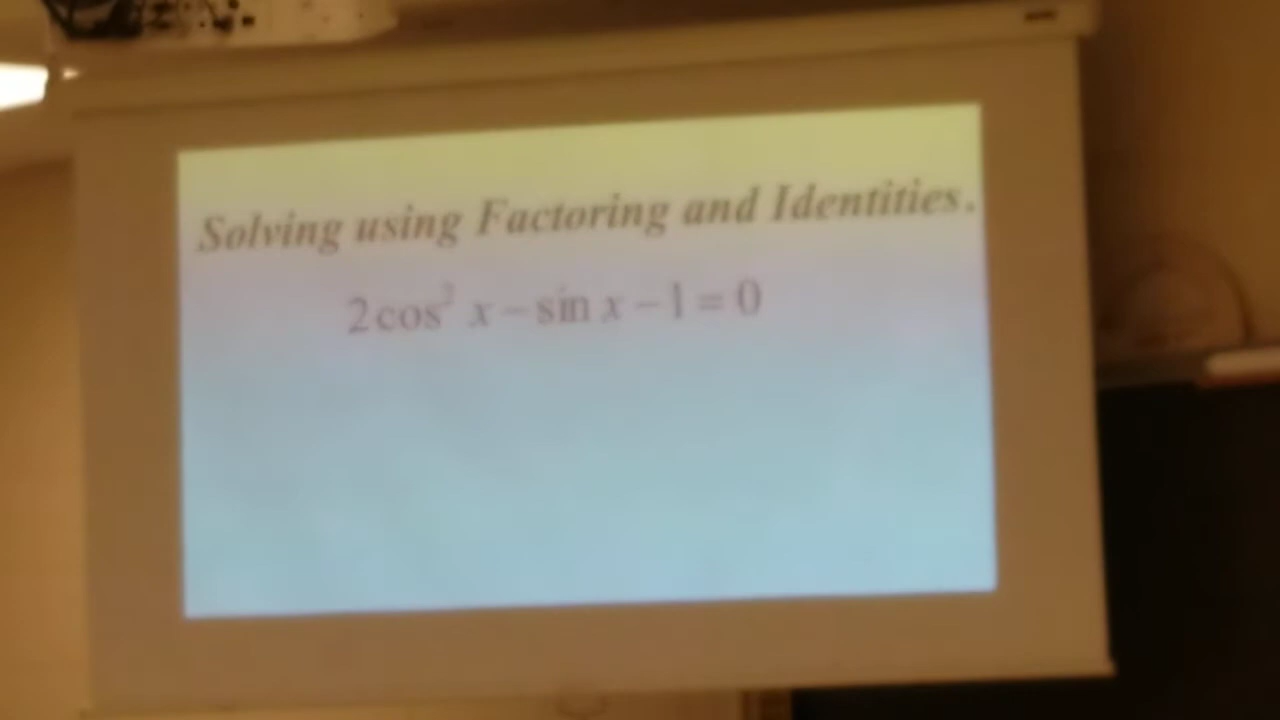 Solving using Factoring and Identities.
2cos² x − sin x − 1 = 0